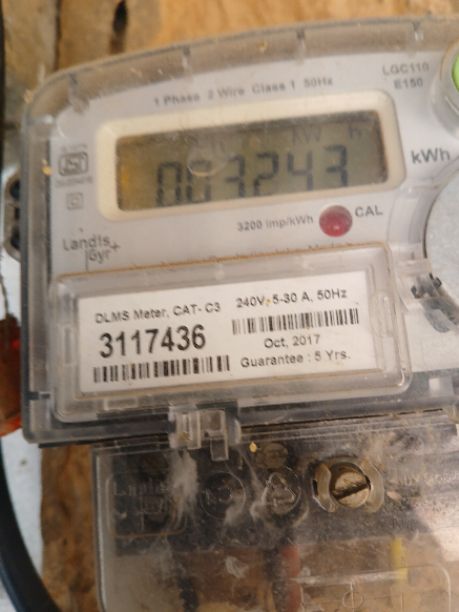 LGC110
E150
1 Phase 2 Wire Class 1 50Hz
kW h
003243
kWh
3200 imp/kWh
CAL
Landis
Gyr+
DLMS Meter, CAT- C3 240V, 5-30 A, 50Hz
3117436
Oct, 2017
Guarantee : 5 Yrs.